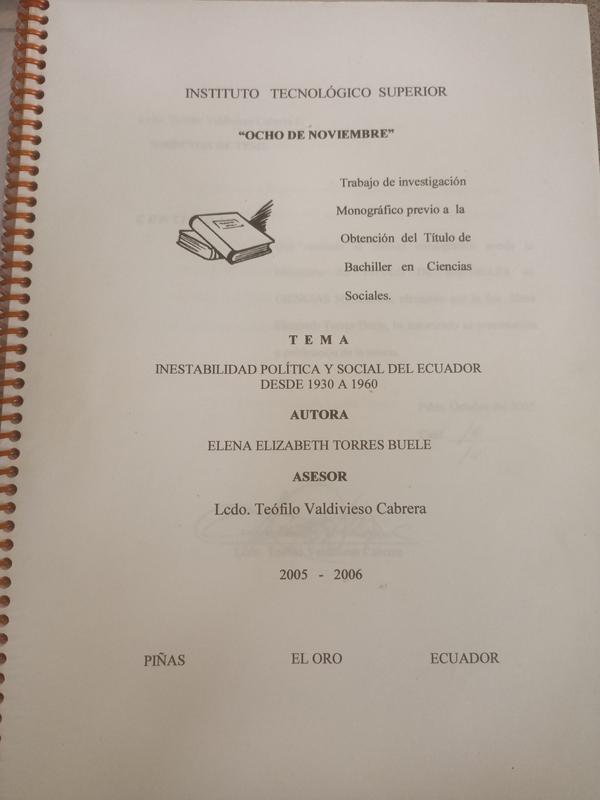 INSTITUTO TECNOLÓGICO SUPERIOR
“OCHO DE NOVIEMBRE”
Trabajo de investigación
Monográfico previo a la
Obtención del Título de
Bachiller en Ciencias
Sociales.
TEMA
INESTABILIDAD POLÍTICA Y SOCIAL DEL ECUADOR
DESDE 1930 A 1960
AUTORA
ELENA ELIZABETH TORRES BUELE
ASESOR
Lcdo. Teófilo Valdivieso Cabrera
2005 - 2006
PIÑAS EL ORO ECUADOR